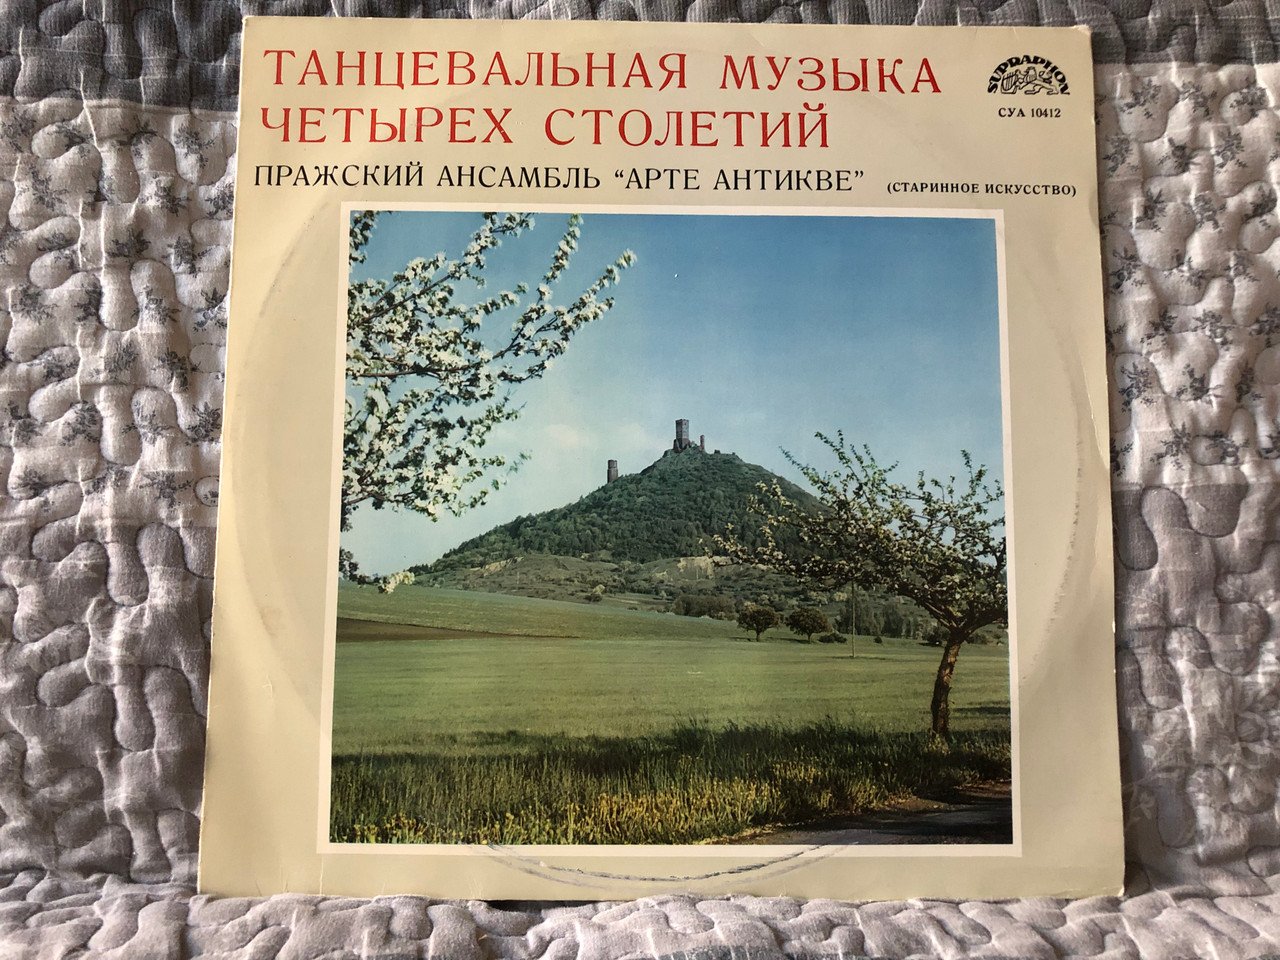 ТАНЦЕВАЛЬНАЯ МУЗЫКА
ЧЕТЫРЕХ СТОЛЕТИЙ
ПРАЖСКИЙ АНСАМБЛЬ “АРТЕ АНТИКВЕ” (СТАРИННОЕ ИСКУССТВО)
SUPRAPHON
СУА 10412